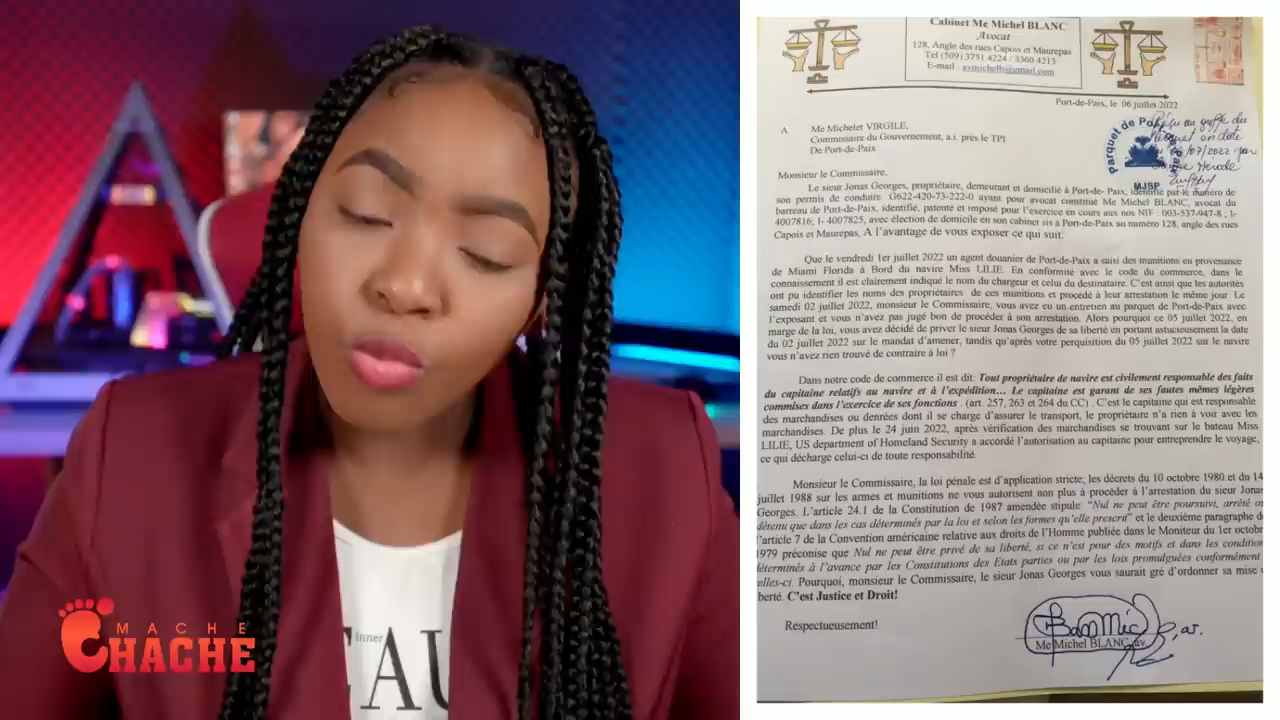 MACHE
CHACHE
Inner
EAU
Cabinet Me Michel BLANC
Avocat
128, Angle des rues Capois et Maurepas
Tel (509) 3751 4224 / 3360 4213
E-mail : avmichelb@gmail.com
Port-de-Paix, le 06 juillet 2022
A Me Michelet VIRGILE,
Commissaire du Gouvernement, a.i. près le TPI
De Port-de-Paix
Parquet de Paix
MJSP
Reçu au greffe du
Parquet en date
07/2022 par
Hérode
Monsieur le Commissaire,
Le sieur Jonas Georges, propriétaire, demeurant et domicilié à Port-de- Paix, identifié par le numéro de
son permis de conduire G622-420-73-222-0 ayant pour avocat constitué Me Michel BLANC, avocat du
barreau de Port-de-Paix, identifié, patenté et imposé pour l'exercice en cours aux nos NIF : 003-537-947-8 ; I-
4007816; I- 4007825, avec élection de domicile en son cabinet sis à Port-de-Paix au numéro 128, angle des rues
Capois et Maurepas, A l'avantage de vous exposer ce qui suit:
Que le vendredi 1er juillet 2022 un agent douanier de Port-de-Paix a saisi des munitions en provenance
de Miami Florida à Bord du navire Miss LILIE. En conformité avec le code du commerce, dans le
connaissement il est clairement indiqué le nom du chargeur et celui du destinataire. C'est ainsi que les autorités
ont pu identifier les noms des propriétaires de ces munitions et procédé à leur arrestation le même jour. Le
samedi 02 juillet 2022, monsieur le Commissaire, vous avez eu un entretien au parquet de Port-de-Paix avec
l'exposant et vous n'avez pas jugé bon de procéder à son arrestation. Alors pourquoi ce 05 juillet 2022, en
marge de la loi, vous avez décidé de priver le sieur Jonas Georges de sa liberté en portant astucieusement la date
du 02 juillet 2022 sur le mandat d'amener, tandis qu'après votre perquisition du 05 juillet 2022 sur le navire
vous n'avez rien trouvé de contraire à loi ?
Dans notre code de commerce il est dit: Tout propriétaire de navire est civilement responsable des faits
du capitaine relatifs au navire et à l'expédition... Le capitaine est garant de ses fautes mêmes légères
commises dans l'exercice de ses fonctions . (art. 257, 263 et 264 du CC) . C'est le capitaine qui est responsable
des marchandises ou denrées dont il se charge d'assurer le transport, le propriétaire n'a rien à voir avec les
marchandises. De plus le 24 juin 2022, après vérification des marchandises se trouvant sur le bateau Miss
LILIE, US department of Homeland Security a accordé l'autorisation au capitaine pour entreprendre le voyage,
ce qui décharge celui-ci de toute responsabilité.
Monsieur le Commissaire, la loi pénale est d'application stricte; les décrets du 10 octobre 1980 et du 14
juillet 1988 sur les armes et munitions ne vous autorisent non plus à procéder à l'arrestation du sieur Jonas
Georges. L'article 24.1 de la Constitution de 1987 amendée stipule: "Nul ne peut être poursuivi, arrêté o
détenu que dans les cas déterminés par la loi et selon les formes qu'elle prescrit" et le deuxième paragraphe d
l'article 7 de la Convention américaine relative aux droits de l'Homme publiée dans le Moniteur du 1er octobr
1979 préconise que Nul ne peut être privé de sa liberté, si ce n'est pour des motifs et dans les condition
déterminés à l'avance par les Constitutions des Etats parties ou par les lois promulguées conformément
elles-ci. Pourquoi, monsieur le Commissaire, le sieur Jonas Georges vous saurait gré d'ordonner sa mise
berté. C'est Justice et Droit!
Respectueusement!
Me Michel BLANC, av.